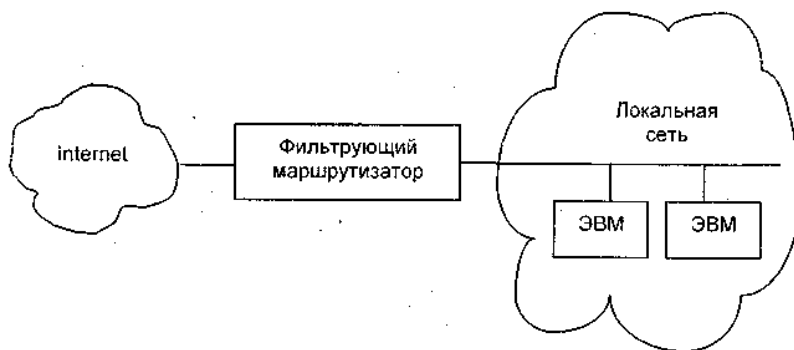 internet
Фильтрующий
маршрутизатор
Локальная
сеть
ЭВМ
ЭВМ